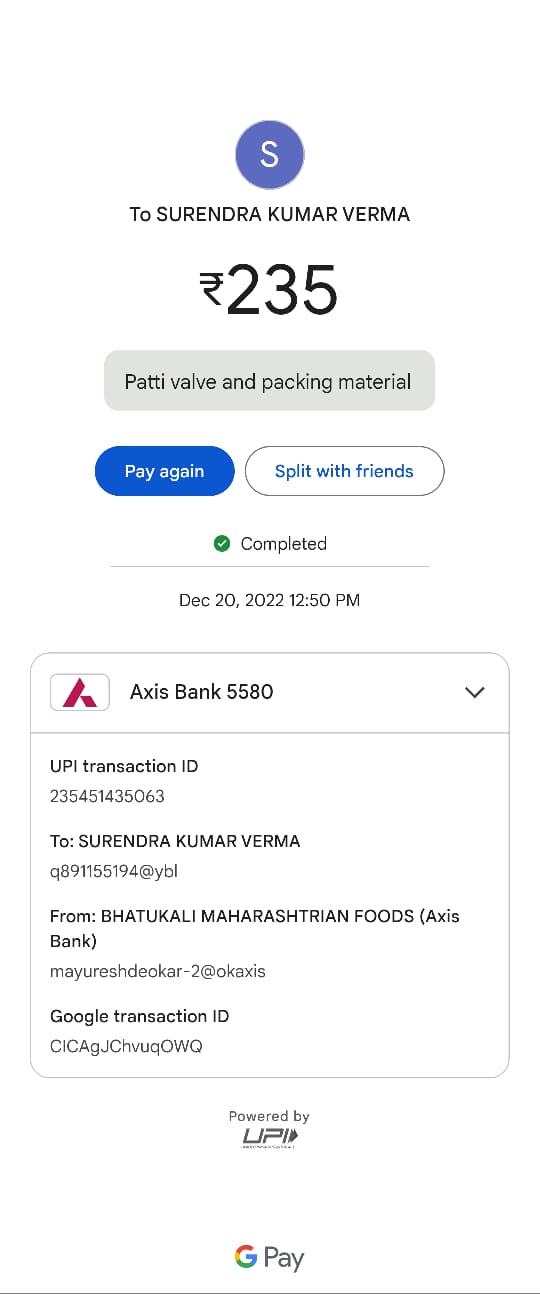 S
To SURENDRA KUMAR VERMA
₹235
Patti valve and packing material
Pay again
Split with friends
Completed
Dec 20, 2022 12:50 PM
Axis Bank 5580
UPI transaction ID
235451435063
To: SURENDRA KUMAR VERMA
q891155194@ybl
From: BHATUKALI MAHARASHTRIAN FOODS (Axis
Bank)
mayureshdeokar-2@okaxis
Google transaction ID
CICAgJChvuqOWQ
Powered by
UPI
G Pay